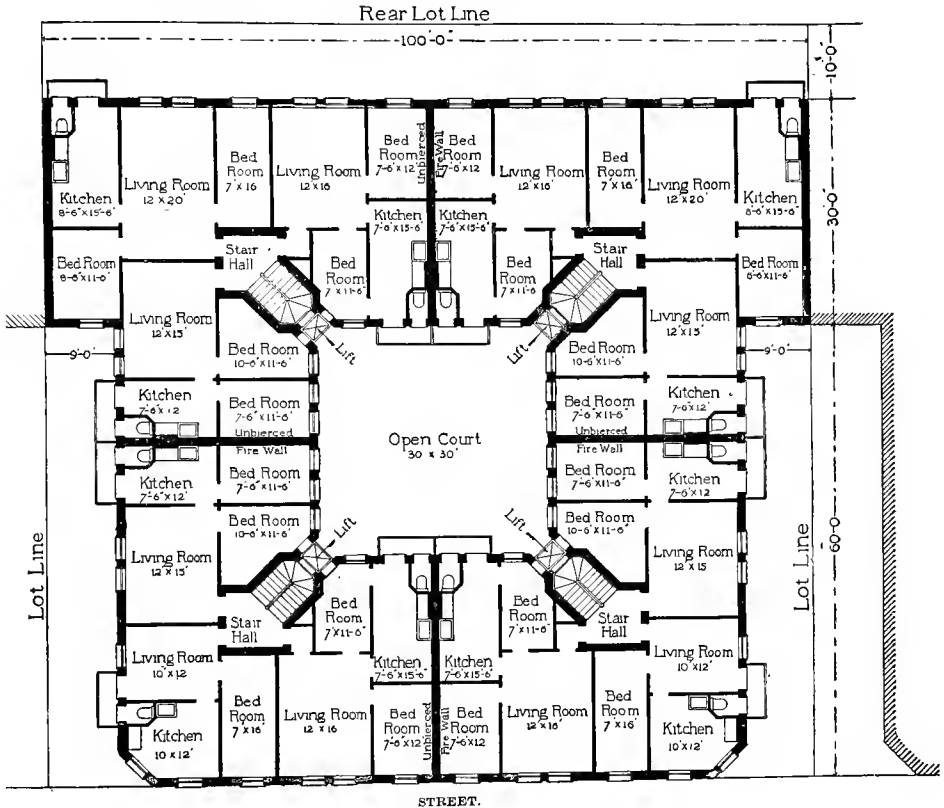 Rear Lot Line
100'-0"
10-0"
Bed
Room
7'x16
Living Room
12 x 20'
Living Room
12 x 16
Bed
Room
7-6"x12
Unpierced
Fire Wall
Bed
Room
7-6"x12
Living Room
12 x 16'
Bed
Room
7'x16'
Living Room
12 x 20'
Kitchen
8-6"x15-6"
Kitchen
7-6"x15-6"
Kitchen
7-6"x15-6"
Kitchen
8-6"x15-6"
30-0"
Bed Room
8-6"x11-6"
Stair
Hall
Bed
Room
7 x11-6"
Bed
Room
7 x11-6
Stair
Hall
Bed Room
8-6"x11-6"
Living Room
12 x15'
Living Room
12 x15'
Lift
Lift
9'-0"
9'-0"
Bed Room
10-6"x11-6"
Bed Room
10-6"x11-6"
Kitchen
7-6"x12
Bed Room
7-6"x11-6"
Unpierced
Fire Wall
Open Court
30 x 30'
Bed Room
7-6"x11-6"
Unpierced
Fire Wall
Kitchen
7-6"x12'
Kitchen
7'-6"x12'
Bed Room
7-6"x11-6"
Bed Room
7-6"x11-6"
Kitchen
7-6"x12
Bed Room
10-6"x11-6"
Lift
Lift
Bed Room
10-6"x11-6"
Living Room
12 x15'
Living Room
12 x15
60-0
Lot Line
Lot Line
Stair
Hall
Bed
Room
7'x11-6"
Bed
Room
7'x11-6"
Stair
Hall
Living Room
10'x12
Living Room
10'x12'
Kitchen
7-6"x15-6"
Kitchen
7-6"x15-6"
Bed
Room
7'x16'
Living Room
12 x 16
Bed
Room
7-6"x12
Unpierced
Fire Wall
Bed
Room
7-6"x12
Living Room
12 x 16'
Bed
Room
7'x16'
Kitchen
10 x12'
Kitchen
10'x12'
STREET.